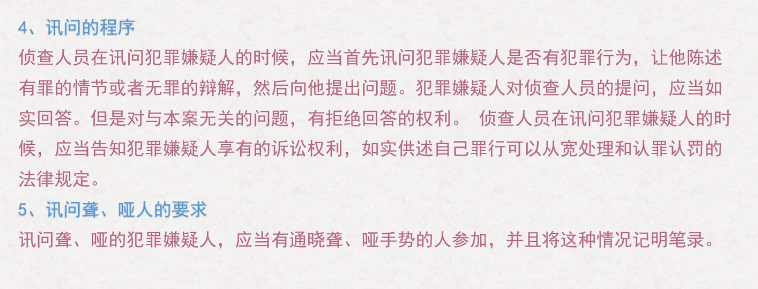 4、讯问的程序
侦查人员在讯问犯罪嫌疑人的时候，应当首先讯问犯罪嫌疑人是否有犯罪行为，让他陈述
有罪的情节或者无罪的辩解，然后向他提出问题。犯罪嫌疑人对侦查人员的提问，应当如
实回答。但是对与本案无关的问题，有拒绝回答的权利。 侦查人员在讯问犯罪嫌疑人的时
候，应当告知犯罪嫌疑人享有的诉讼权利，如实供述自己罪行可以从宽处理和认罪认罚的
法律规定。
5、讯问聋、哑人的要求
讯问聋、哑的犯罪嫌疑人，应当有通晓聋、哑手势的人参加，并且将这种情况记明笔录。